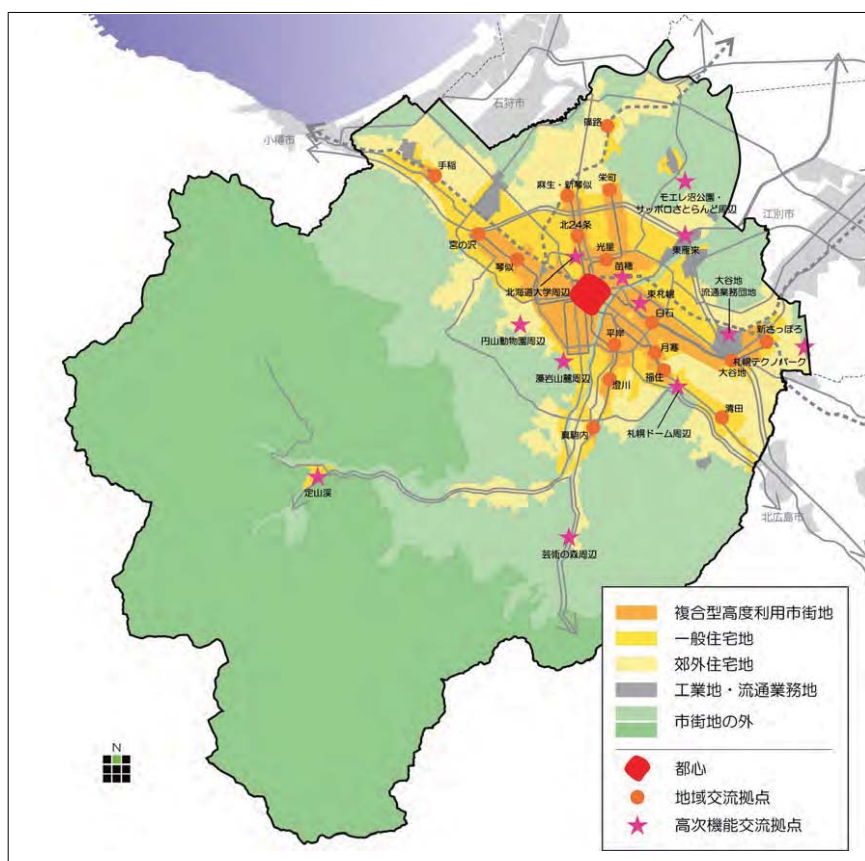 石狩市
小樽市
篠路
手稲
麻生・新琴似
栄町
モエレ沼公園・
サッポロさとらんど周辺
江別市
北24条
宮の沢
光星
東雁来
琴似
苗穂
大谷地
流通業務団地
北海道大学周辺
東札幌
白石
新さっぽろ
円山動物園周辺
平岸
月寒
札幌テクノパーク
大谷地
藻岩山麓周辺
福住
澄川
清田
真駒内
札幌ドーム周辺
定山渓
北広島市
芸術の森周辺
複合型高度利用市街地
一般住宅地
郊外住宅地
工業地・流通業務地
市街地の外
N
都心
地域交流拠点
高次機能交流拠点